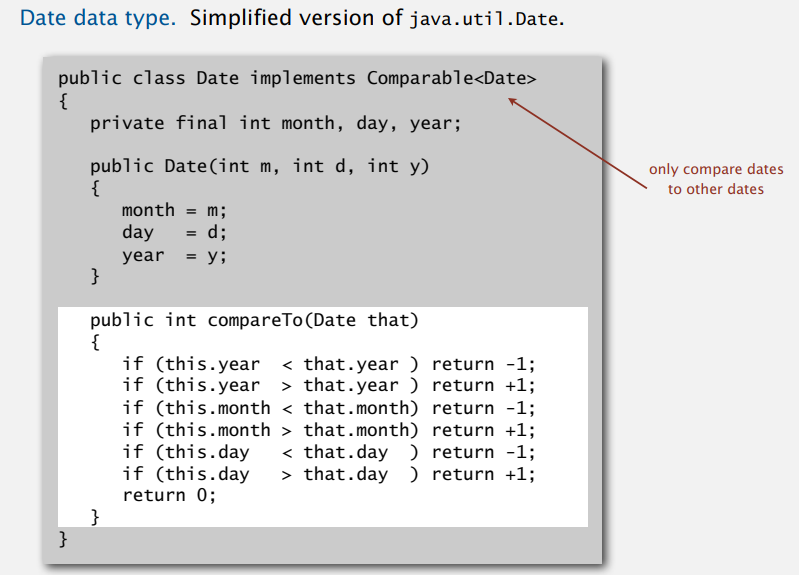 Date data type. Simplified version of java.util.Date.
public class Date implements Comparable<Date>
{
   private final int month, day, year;
   public Date(int m, int d, int y)
   {
      month = m;
      day   = d;
      year  = y;
   }
   public int compareTo(Date that)
   {
      if (this.year  < that.year ) return -1;
      if (this.year  > that.year ) return +1;
      if (this.month < that.month) return -1;
      if (this.month > that.month) return +1;
      if (this.day   < that.day  ) return -1;
      if (this.day   > that.day  ) return +1;
      return 0;
   }
}
only compare dates
to other dates